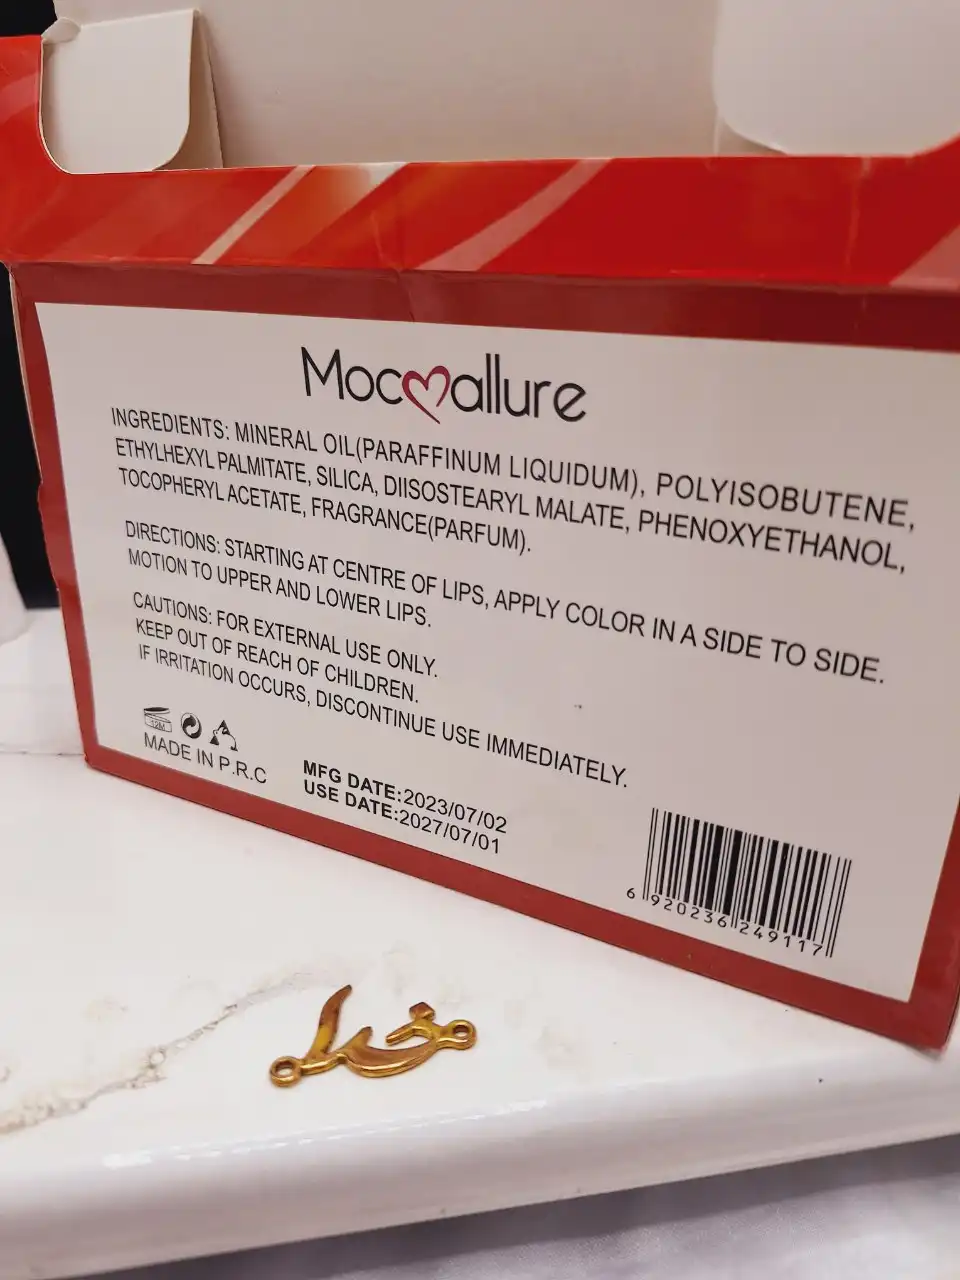 Mocallure
INGREDIENTS: MINERAL OIL(PARAFFINUM LIQUIDUM), POLYISOBUTENE,
ETHYLHEXYL PALMITATE, SILICA, DIISOSTEARYL MALATE, PHENOXYETHANOL,
TOCOPHERYL ACETATE, FRAGRANCE(PARFUM).
DIRECTIONS: STARTING AT CENTRE OF LIPS, APPLY COLOR IN A SIDE TO SIDE.
MOTION TO UPPER AND LOWER LIPS.
CAUTIONS: FOR EXTERNAL USE ONLY.
KEEP OUT OF REACH OF CHILDREN.
IF IRRITATION OCCURS, DISCONTINUE USE IMMEDIATELY.
12M
MADE IN P.R.C
MFG DATE:2023/07/02
USE DATE:2027/07/01
6 920236 249117